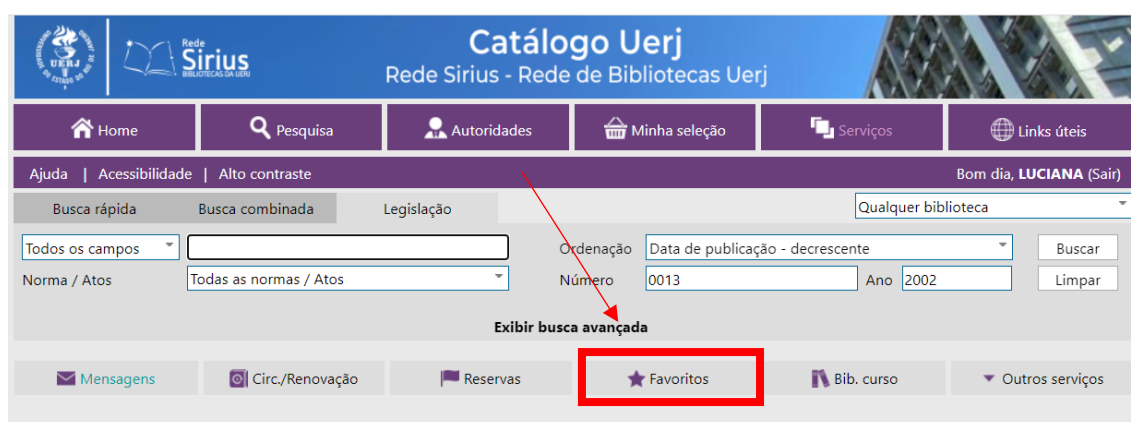 UERJ
Rede
Sirius
BIBLIOTECAS DA UERJ
Catálogo Uerj
Rede Sirius - Rede de Bibliotecas Uerj
Home Pesquisa Autoridades Minha seleção Serviços Links úteis
Ajuda | Acessibilidade | Alto contraste Bom dia, LUCIANA (Sair)
Busca rápida Busca combinada Legislação Qualquer biblioteca
Todos os campos Ordenação Data de publicação - decrescente Buscar
Norma / Atos Todas as normas / Atos Número 0013 Ano 2002 Limpar
Exibir busca avançada
Mensagens Circ./Renovação Reservas Favoritos Bib. curso Outros serviços